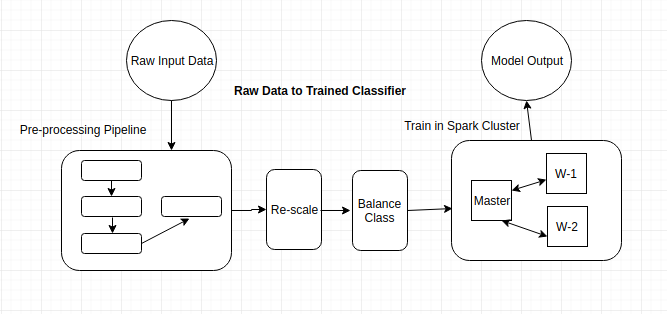 Raw Input Data
Model Output
Raw Data to Trained Classifier
Pre-processing Pipeline
Train in Spark Cluster
Re-scale
Balance
Class
Master
W-1
W-2